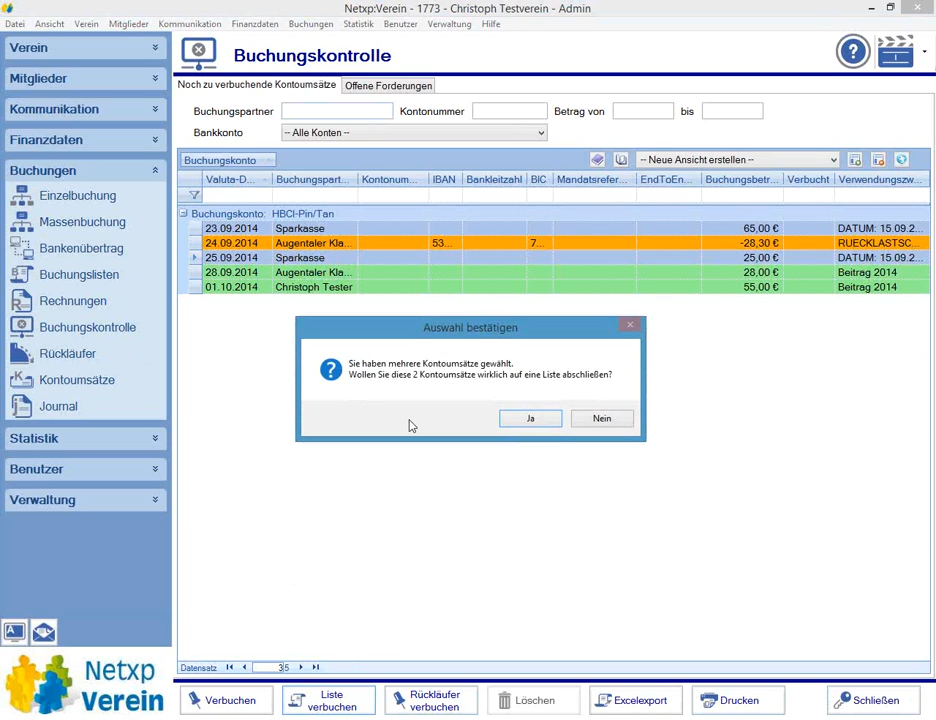 Netxp:Verein - 1773 - Christoph Testverein - Admin
Datei Ansicht Verein Mitglieder Kommunikation Finanzdaten Buchungen Statistik Benutzer Verwaltung Hilfe
Verein
Mitglieder
Kommunikation
Finanzdaten
Buchungen
Einzelbuchung
Massenbuchung
Bankenübertrag
Buchungslisten
Rechnungen
Buchungskontrolle
Rückläufer
Kontoumsätze
Journal
Statistik
Benutzer
Verwaltung
Netxp
Verein
Buchungskontrolle
Noch zu verbuchende Kontoumsätze Offene Forderungen
Buchungspartner Kontonummer Betrag von bis
Bankkonto -- Alle Konten --
Buchungskonto -- Neue Ansicht erstellen --
Valuta-D... Buchungspart... Kontonum... IBAN Bankleitzahl BIC Mandatsrefer... EndToEn... Buchungsbetr... Verbucht Verwendungszw...
Buchungskonto: HBCI-Pin/Tan
23.09.2014 Sparkasse 65,00 € DATUM: 15.09.2...
24.09.2014 Augentaler Kla... 53... 7... -28,30 € RUECKLASTSC...
25.09.2014 Sparkasse 25,00 € DATUM: 15.09.2...
28.09.2014 Augentaler Kla... 28,00 € Beitrag 2014
01.10.2014 Christoph Tester 55,00 € Beitrag 2014
Auswahl bestätigen
Sie haben mehrere Kontoumsätze gewählt.
Wollen Sie diese 2 Kontoumsätze wirklich auf eine Liste abschließen?
Ja Nein
Datensatz 3|5
Verbuchen
Liste verbuchen
Rückläufer verbuchen
Löschen
Excelexport
Drucken
Schließen